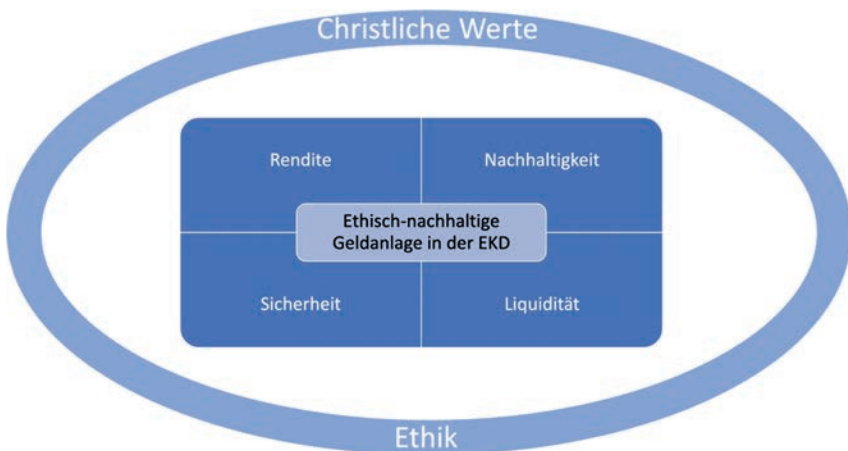 Christliche Werte
Rendite
Nachhaltigkeit
Ethisch-nachhaltige
Geldanlage in der EKD
Sicherheit
Liquidität
Ethik